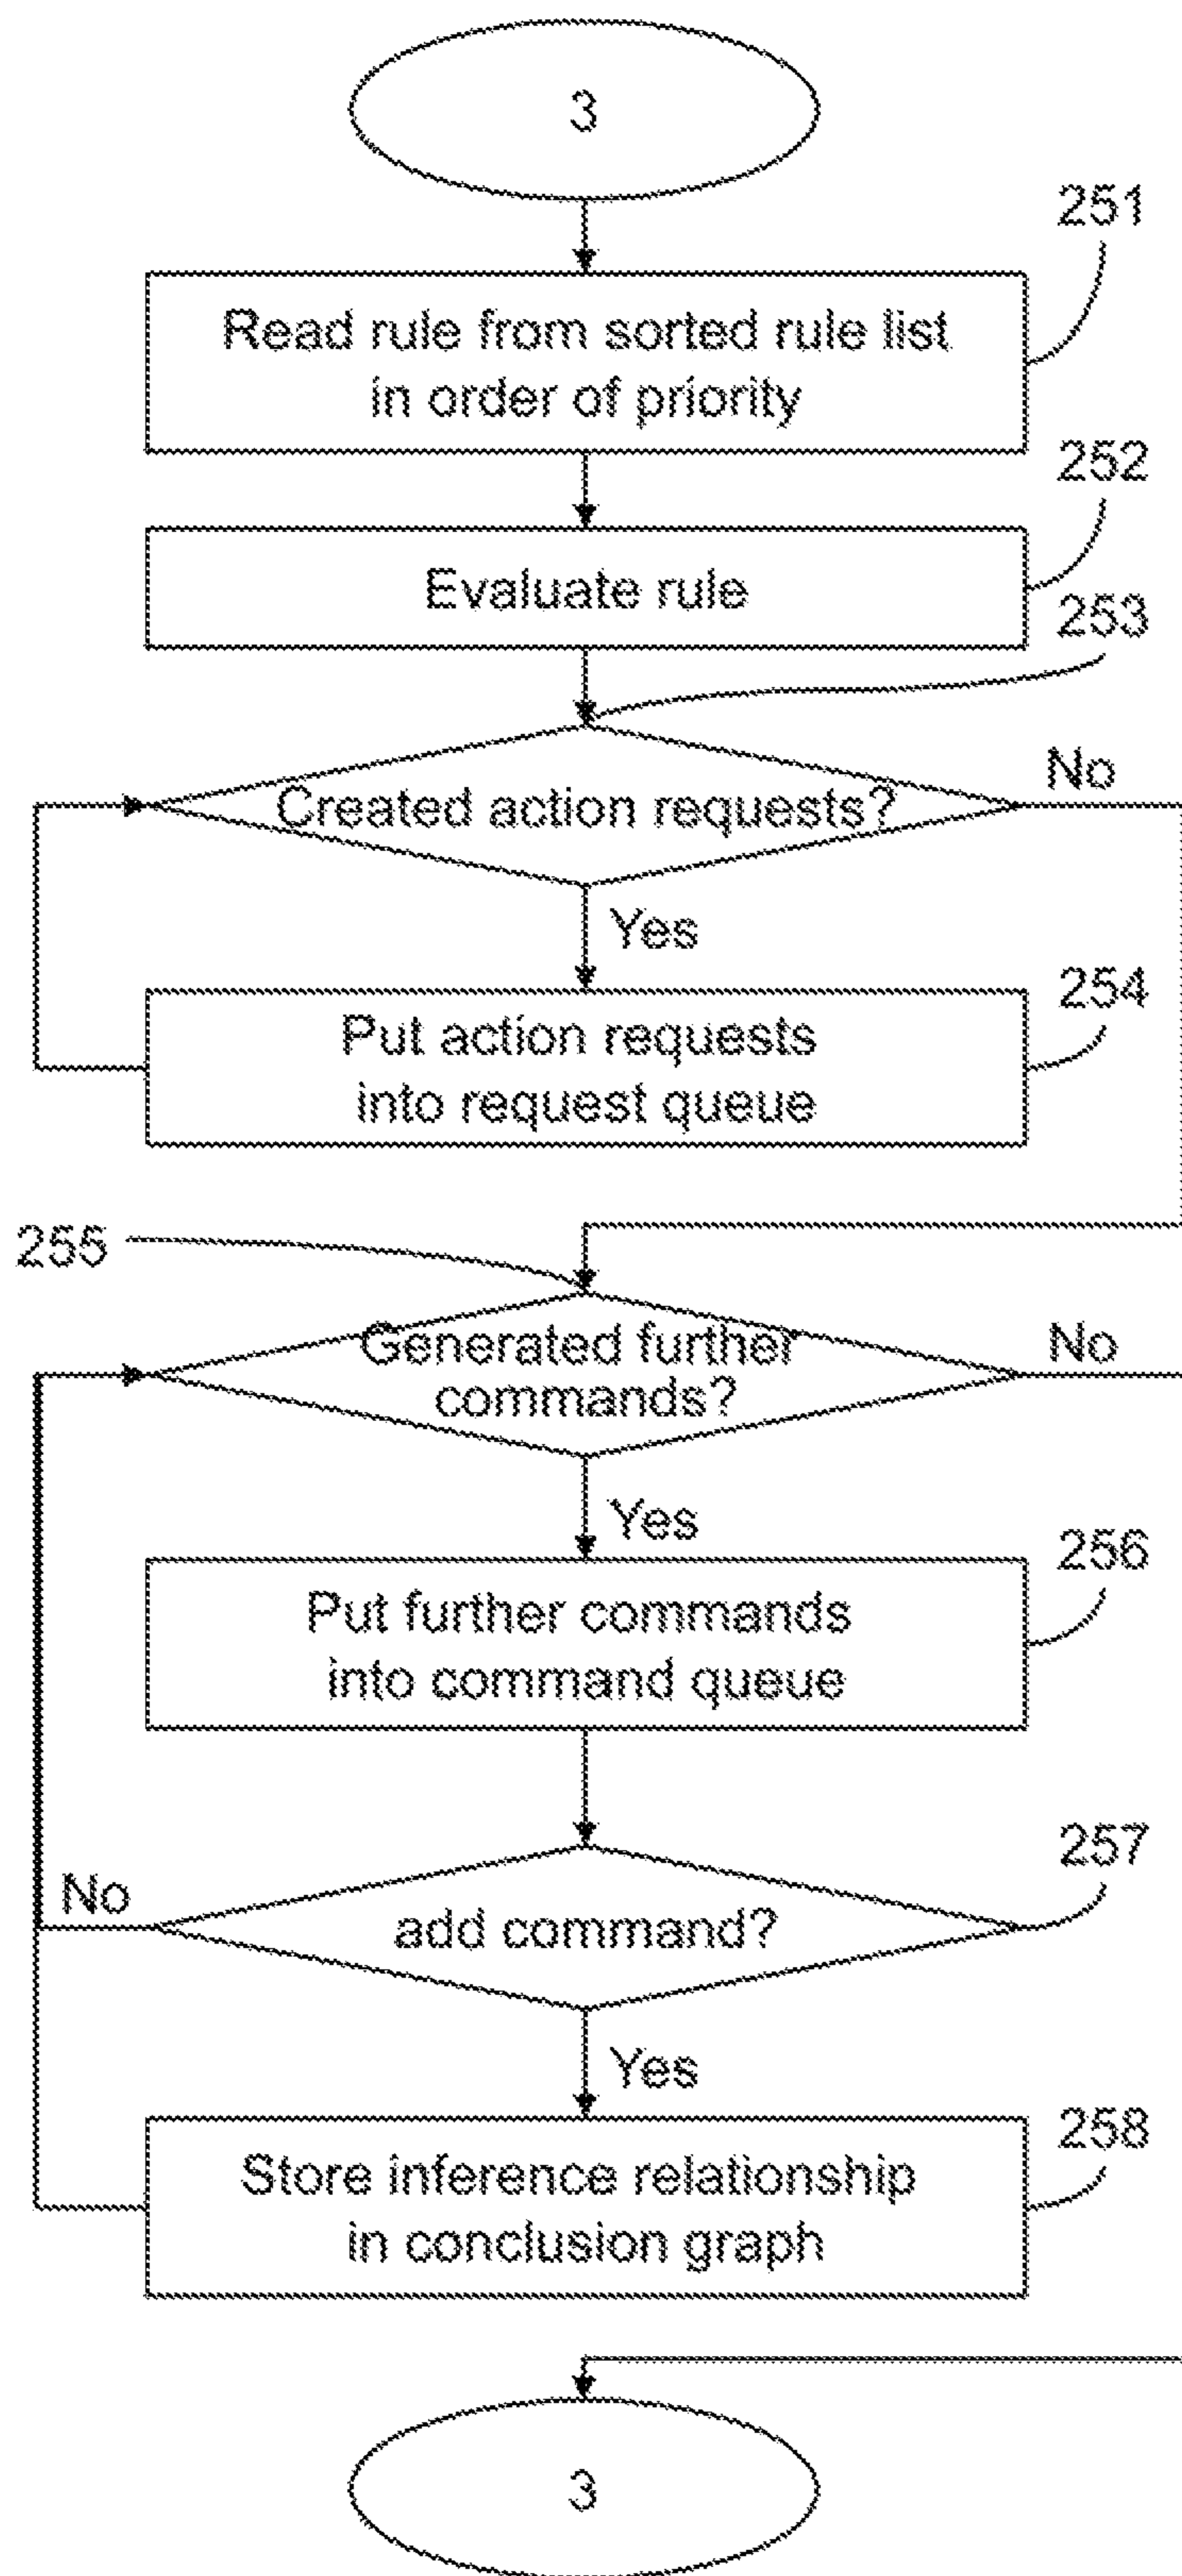 3
251
Read rule from sorted rule list
in order of priority
252
Evaluate rule
253
Created action requests?
No
Yes
254
Put action requests
into request queue
255
Generated further
commands?
No
Yes
256
Put further commands
into command queue
257
No
add command?
Yes
258
Store inference relationship
in conclusion graph
3